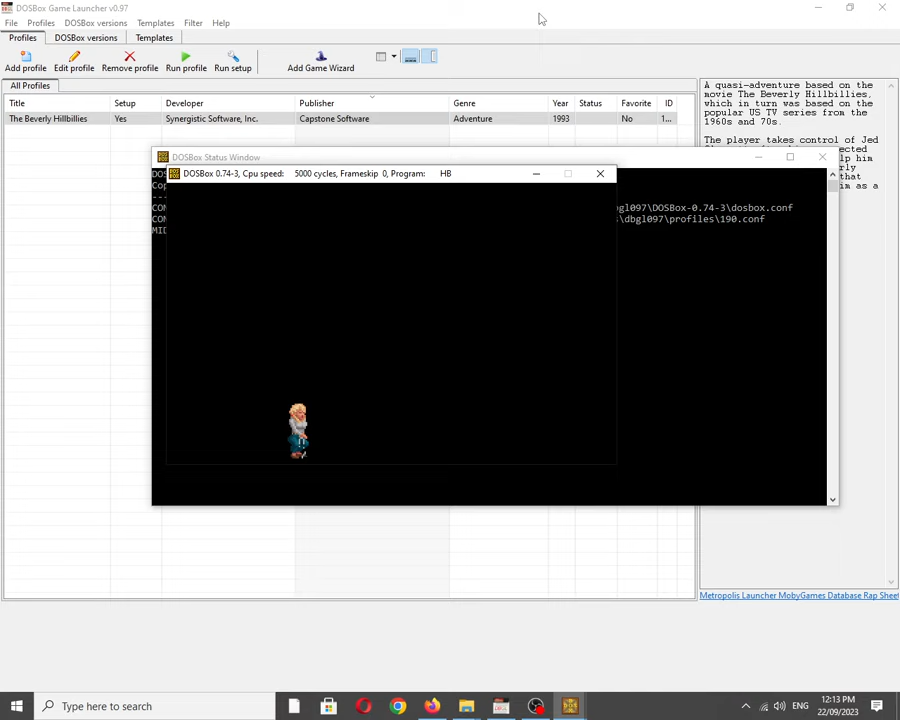 DOSBox Game Launcher v0.97
File Profiles DOSBox versions Templates Filter Help
Profiles DOSBox versions Templates
Add profile Edit profile Remove profile Run profile Run setup Add Game Wizard
All Profiles
Title Setup Developer Publisher Genre Year Status Favorite ID
The Beverly Hillbillies Yes Synergistic Software, Inc. Capstone Software Adventure 1993 No 1...
A quasi-adventure based on the
movie The Beverly Hillbillies,
which in turn was based on the
popular US TV series from the
1960s and 70s.
The player takes control of Jed
DOSBox Status Window
DOSBox 0.74-3, Cpu speed: 5000 cycles, Frameskip 0, Program: HB
bgl097\DOSBox-0.74-3\dosbox.conf
\dbgl097\profiles\190.conf
Metropolis Launcher MobyGames Database Rap Sheet
Type here to search
ENG
12:13 PM
22/09/2023